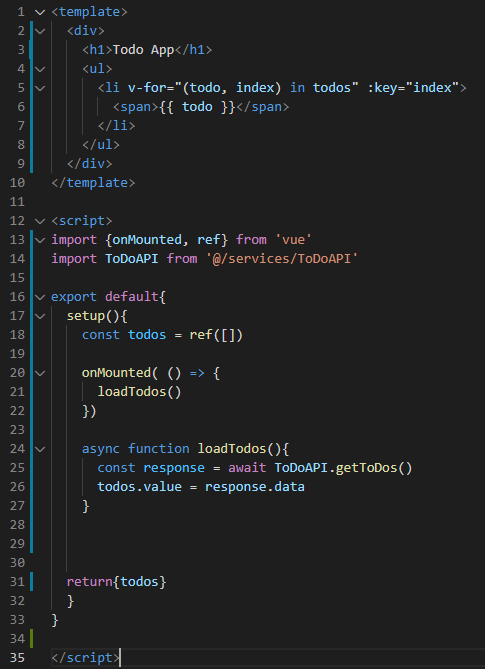 1 <template>
2   <div>
3     <h1>Todo App</h1>
4     <ul>
5       <li v-for="(todo, index) in todos" :key="index">
6         <span>{{ todo }}</span>
7       </li>
8     </ul>
9   </div>
10 </template>
11
12 <script>
13 import {onMounted, ref} from 'vue'
14 import ToDoAPI from '@/services/ToDoAPI'
15
16 export default{
17   setup(){
18     const todos = ref([])
19
20     onMounted( () => {
21       loadTodos()
22     })
23
24     async function loadTodos(){
25       const response = await ToDoAPI.getToDos()
26       todos.value = response.data
27     }
28
29
30
31   return{todos}
32   }
33 }
34
35 </script>